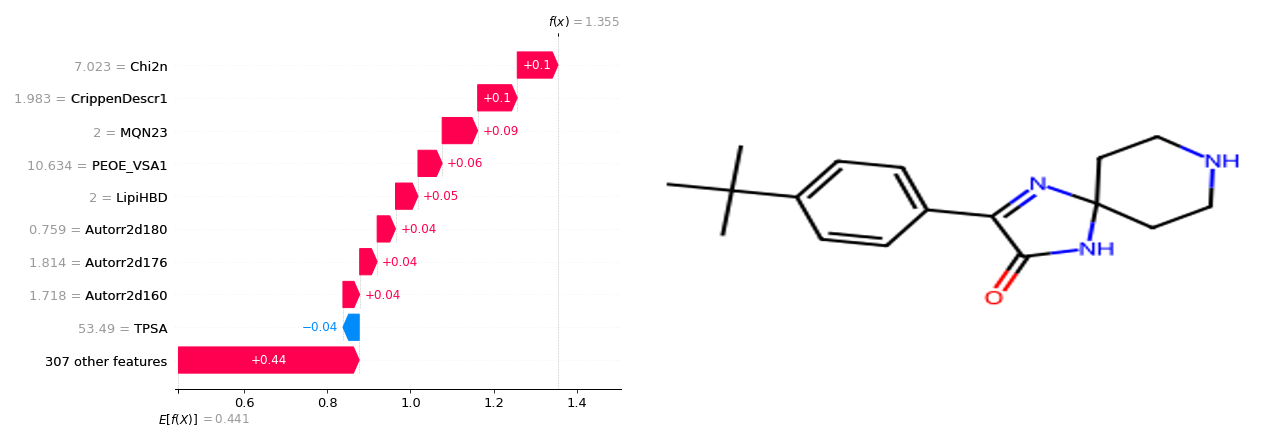 f(x) = 1.355
7.023 = Chi2n
+0.1
1.983 = CrippenDescr1
+0.1
2 = MQN23
+0.09
10.634 = PEOE_VSA1
+0.06
2 = LipiHBD
+0.05
0.759 = Autorr2d180
+0.04
1.814 = Autorr2d176
+0.04
1.718 = Autorr2d160
+0.04
53.49 = TPSA
−0.04
307 other features
+0.44
0.6 0.8 1.0 1.2 1.4
E[f(X)] = 0.441
N
NH
NH
O